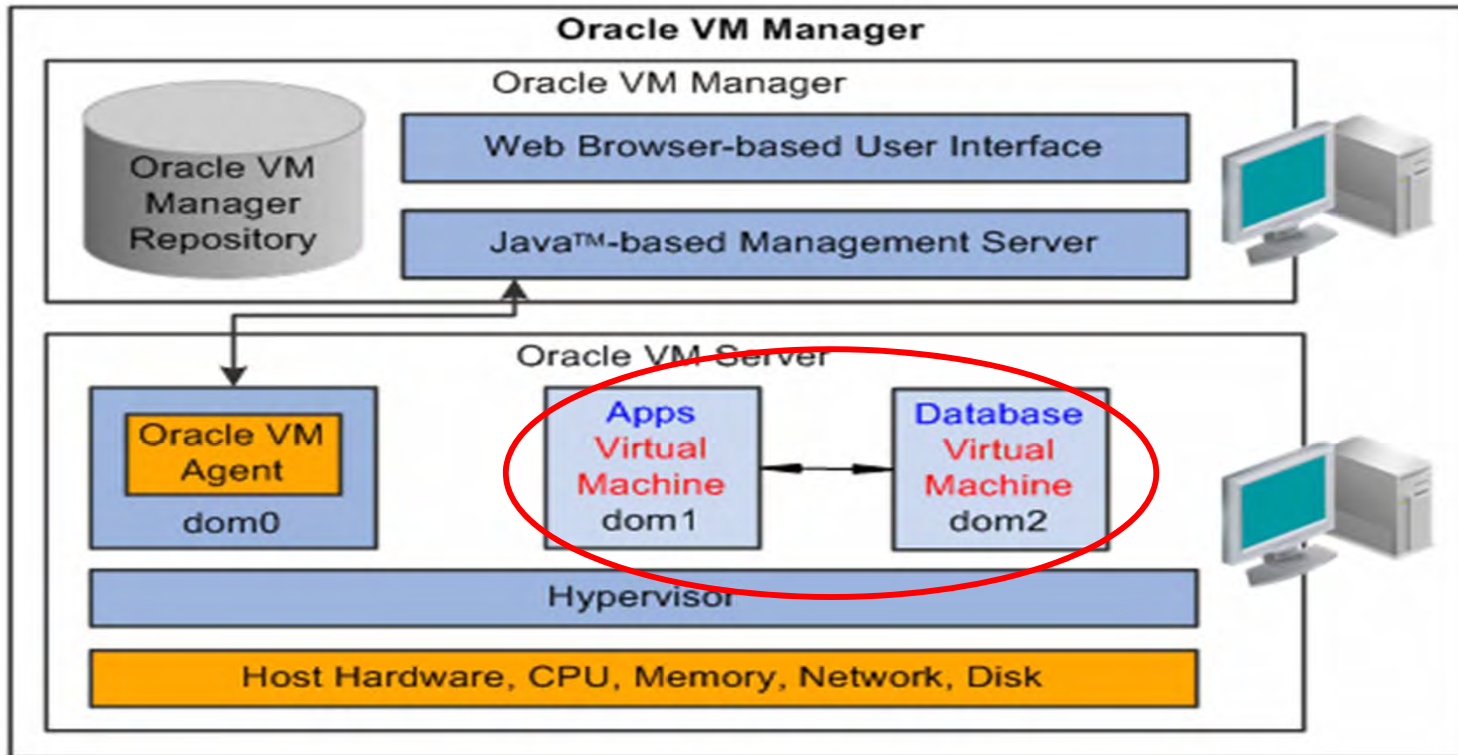 Oracle VM Manager
Oracle VM Manager
Oracle VM
Manager
Repository
Web Browser-based User Interface
Java™-based Management Server
Oracle VM Server
Oracle VM
Agent
dom0
Apps
Virtual
Machine
dom1
Database
Virtual
Machine
dom2
Hypervisor
Host Hardware, CPU, Memory, Network, Disk